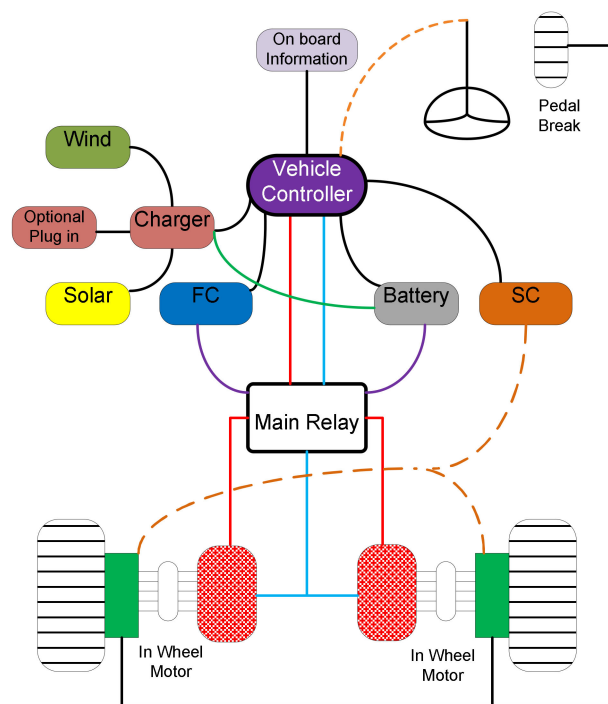 On board
Information
Pedal
Break
Wind
Vehicle
Controller
Optional
Plug in
Charger
Solar
FC
Battery
SC
Main Relay
In Wheel
Motor
In Wheel
Motor